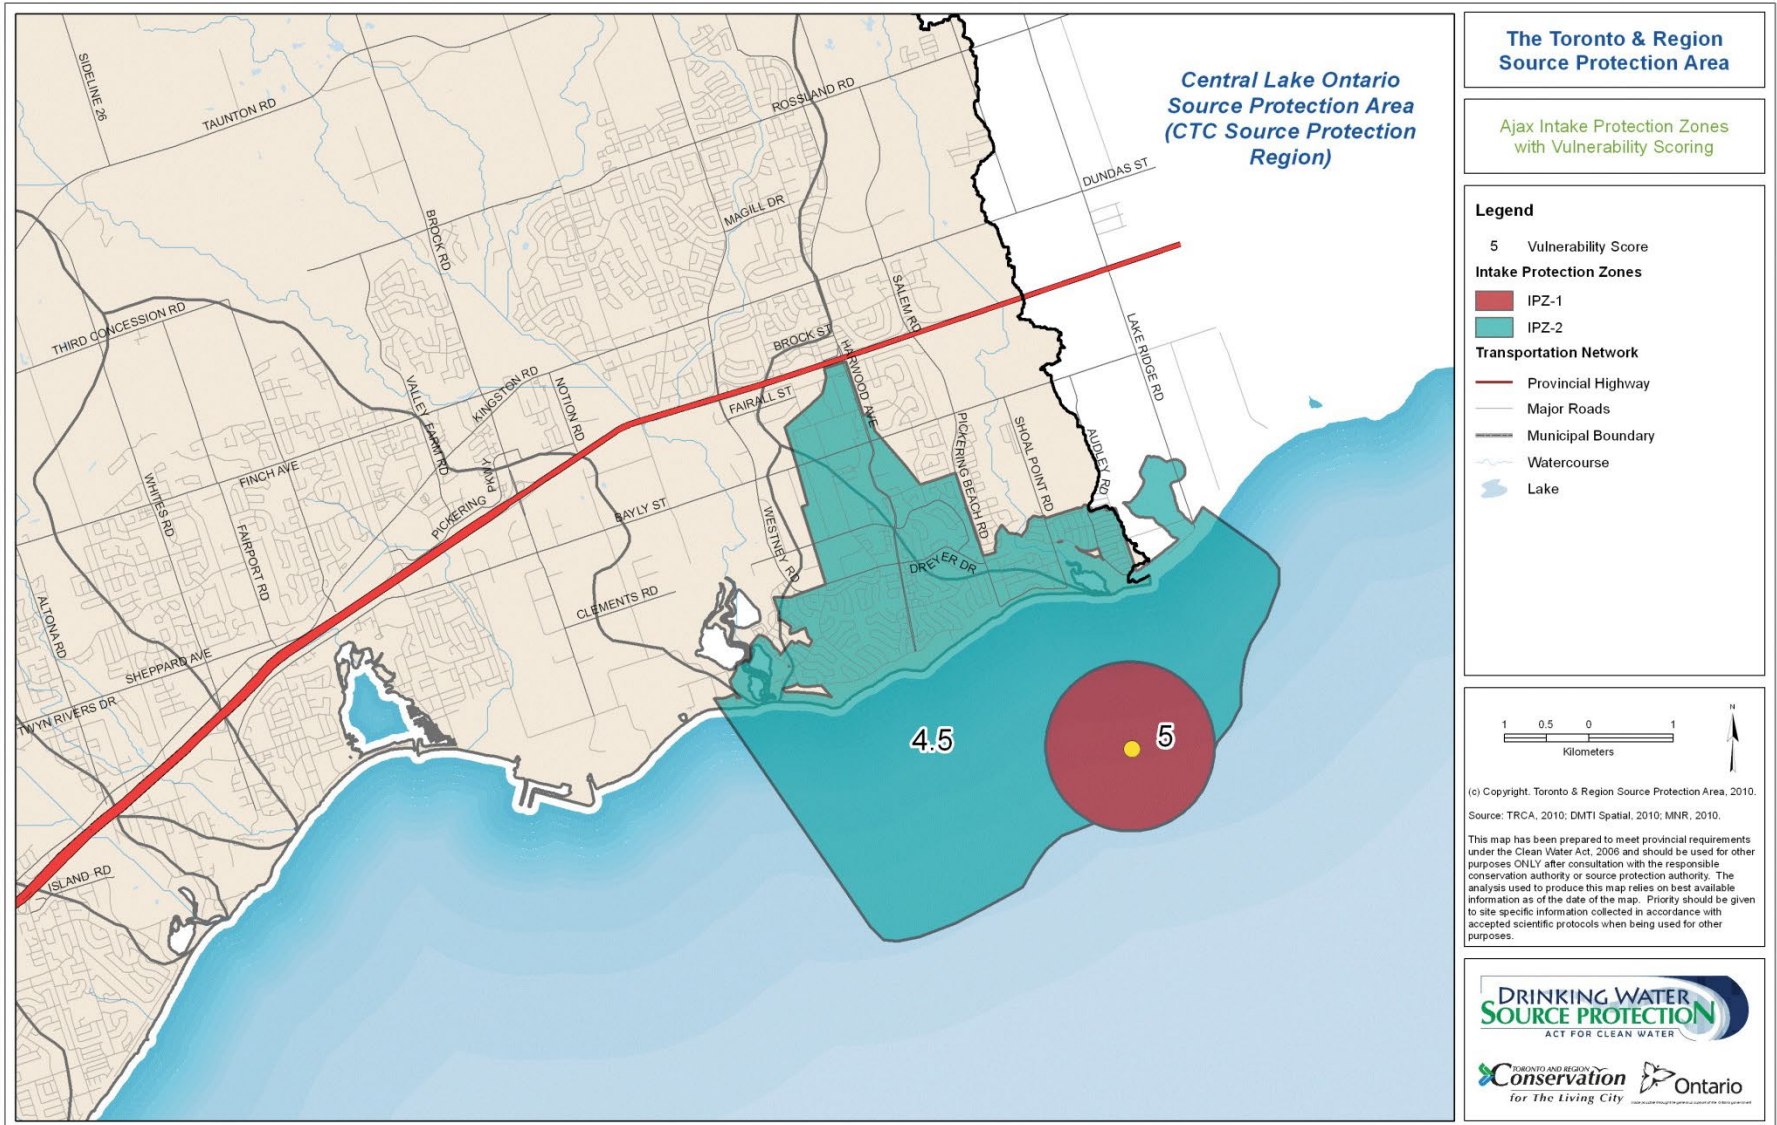 SIDELINE 26
TAUNTON RD
ROSSLAND RD
Central Lake Ontario
Source Protection Area
(CTC Source Protection
Region)
DUNDAS ST
MAGILL DR
BROCK RD
SALEM RD
THIRD CONCESSION RD
BROCK ST
HARWOOD AVE
LAKE RIDGE RD
VALLEY FARM RD
KINGSTON RD
NOTION RD
FAIRALL ST
PICKERING BEACH RD
SHOAL POINT RD
AUDLEY RD
WHITES RD
FINCH AVE
PICKERING PKWY
BAYLY ST
WESTNEY RD
FAIRPORT RD
DREYER DR
CLEMENTS RD
ALTONA RD
SHEPPARD AVE
TWYN RIVERS DR
4.5
5
ISLAND RD
The Toronto & Region
Source Protection Area
Ajax Intake Protection Zones
with Vulnerability Scoring
Legend
5 Vulnerability Score
Intake Protection Zones
IPZ-1
IPZ-2
Transportation Network
Provincial Highway
Major Roads
Municipal Boundary
Watercourse
Lake
1 0.5 0 1
Kilometers
N
(c) Copyright. Toronto & Region Source Protection Area, 2010.
Source: TRCA, 2010; DMTI Spatial, 2010; MNR, 2010.
This map has been prepared to meet provincial requirements
under the Clean Water Act, 2006 and should be used for other
purposes ONLY after consultation with the responsible
conservation authority or source protection authority. The
analysis used to produce this map relies on best available
information as of the date of the map. Priority should be given
to site specific information collected in accordance with
accepted scientific protocols when being used for other
purposes.
DRINKING WATER
SOURCE PROTECTION
ACT FOR CLEAN WATER
TORONTO AND REGION
Conservation
for The Living City
Ontario